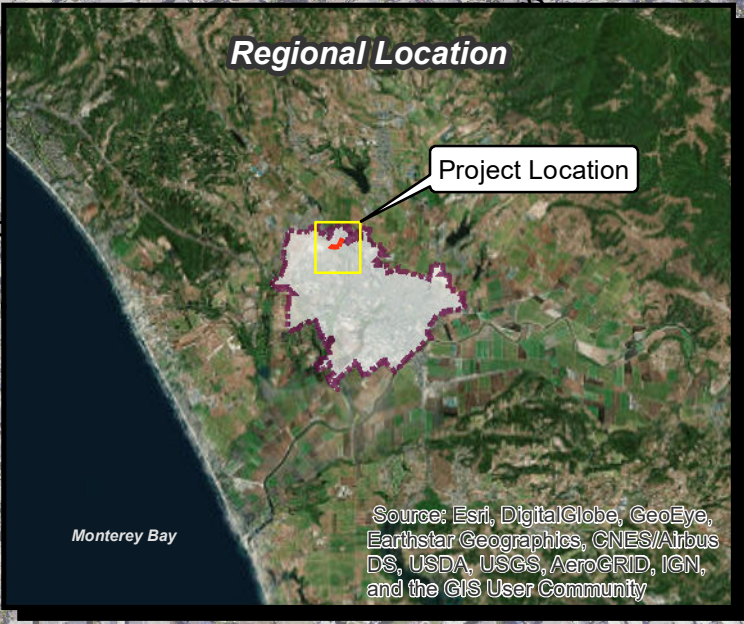 Regional Location
Project Location
Monterey Bay
Source: Esri, DigitalGlobe, GeoEye,
Earthstar Geographics, CNES/Airbus
DS, USDA, USGS, AeroGRID, IGN,
and the GIS User Community